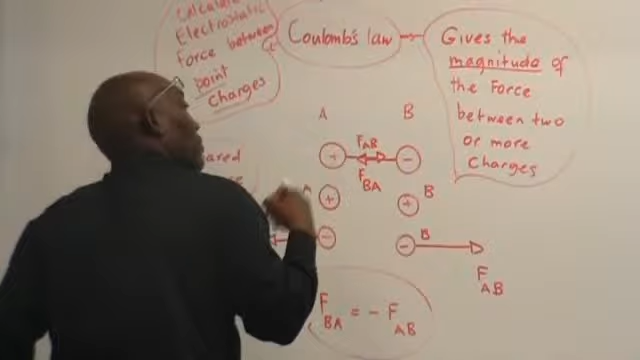 Calculate
Electrostatic
Force between
point
Charges
Coulomb's law
Gives the
magnitude of
the Force
between two
or more
Charges
A B
F AB
+ -
F BA
A + + B
- - B
F AB
F BA = - F AB